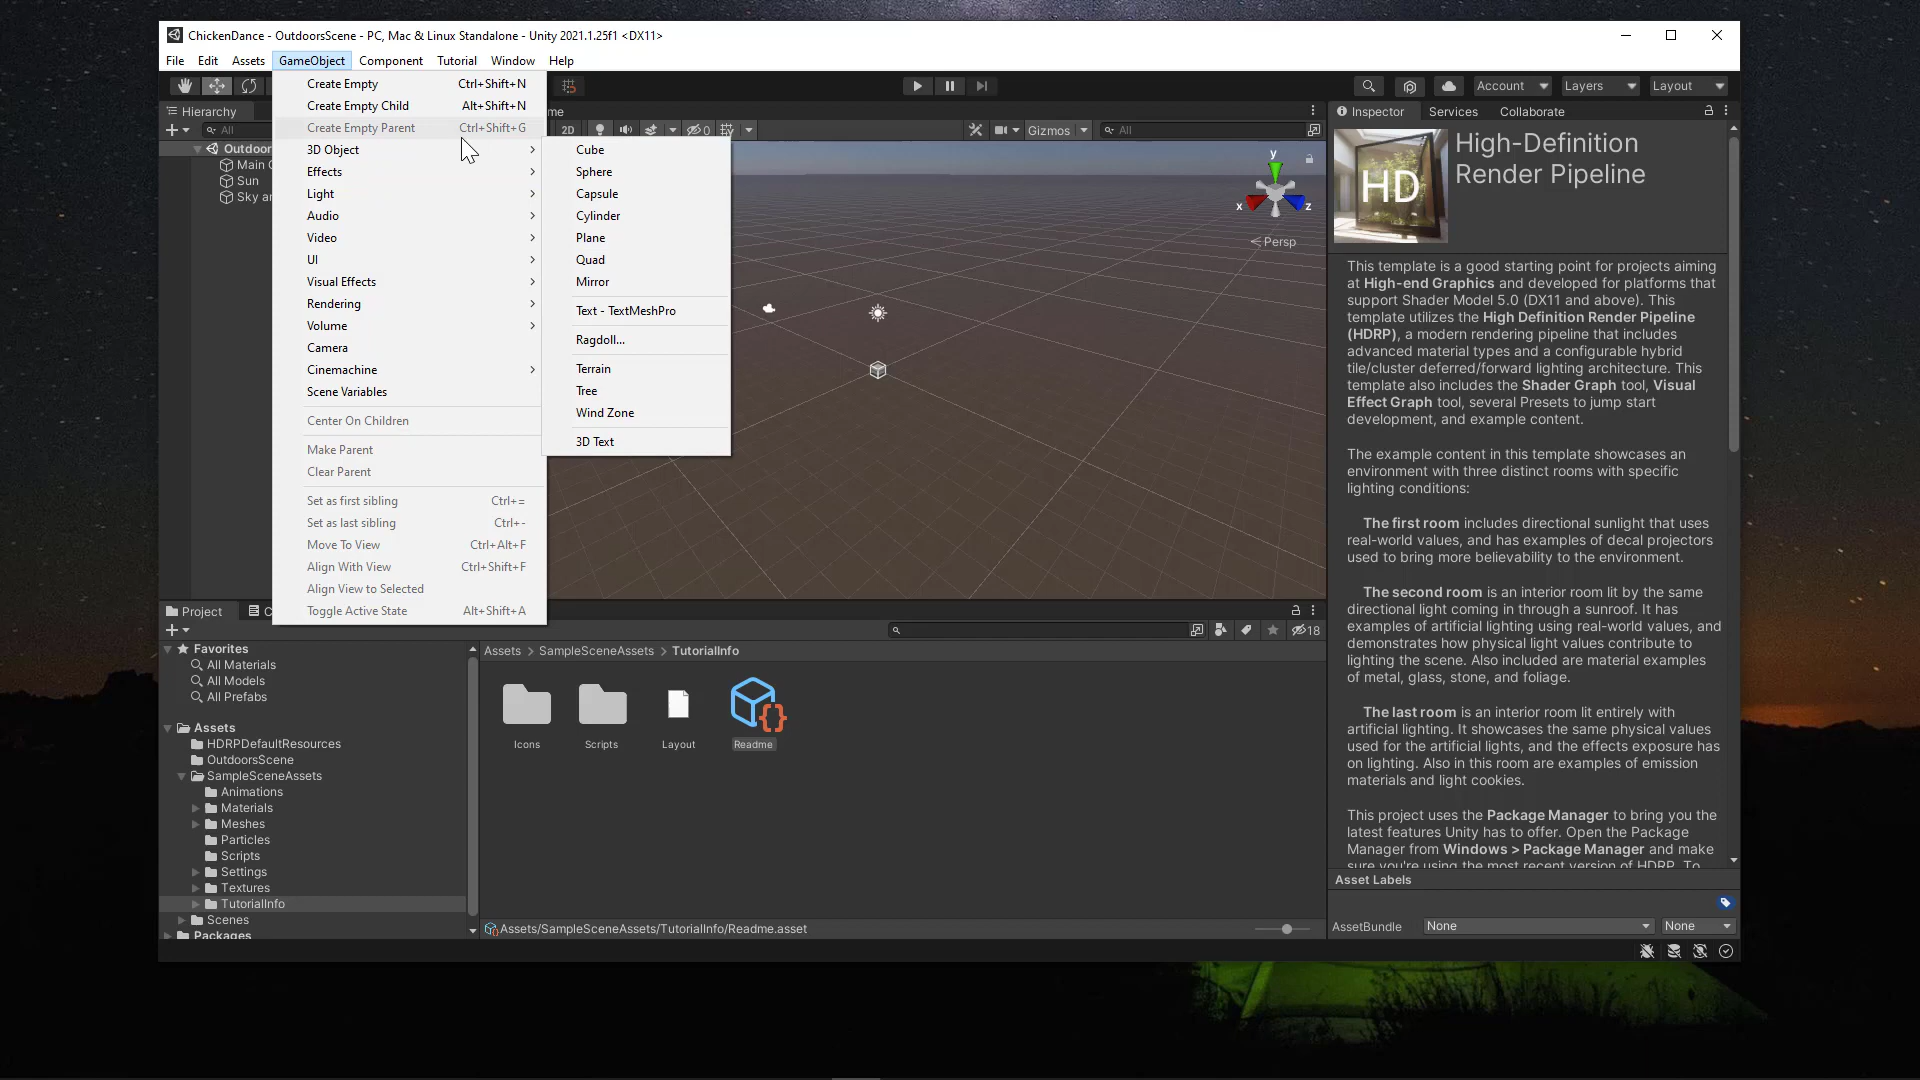 ChickenDance - OutdoorsScene - PC, Mac & Linux Standalone - Unity 2021.1.25f1 <DX11>
File Edit Assets GameObject Component Tutorial Window Help
Account Layers Layout
Hierarchy
All
Outdoor
Main C
Sun
Sky an
Create Empty Ctrl+Shift+N
Create Empty Child Alt+Shift+N
Create Empty Parent Ctrl+Shift+G
3D Object
Effects
Light
Audio
Video
UI
Visual Effects
Rendering
Volume
Camera
Cinemachine
Scene Variables
Center On Children
Make Parent
Clear Parent
Set as first sibling Ctrl+=
Set as last sibling Ctrl+-
Move To View Ctrl+Alt+F
Align With View Ctrl+Shift+F
Align View to Selected
Toggle Active State Alt+Shift+A
Cube
Sphere
Capsule
Cylinder
Plane
Quad
Mirror
Text - TextMeshPro
Ragdoll...
Terrain
Tree
Wind Zone
3D Text
me
2D 0 Gizmos All
y
x z
Persp
Inspector Services Collaborate
HD
High-Definition
Render Pipeline
This template is a good starting point for projects aiming
at High-end Graphics and developed for platforms that
support Shader Model 5.0 (DX11 and above). This
template utilizes the High Definition Render Pipeline
(HDRP), a modern rendering pipeline that includes
advanced material types and a configurable hybrid
tile/cluster deferred/forward lighting architecture. This
template also includes the Shader Graph tool, Visual
Effect Graph tool, several Presets to jump start
development, and example content.
The example content in this template showcases an
environment with three distinct rooms with specific
lighting conditions:
The first room includes directional sunlight that uses
real-world values, and has examples of decal projectors
used to bring more believability to the environment.
The second room is an interior room lit by the same
directional light coming in through a sunroof. It has
examples of artificial lighting using real-world values, and
demonstrates how physical light values contribute to
lighting the scene. Also included are material examples
of metal, glass, stone, and foliage.
The last room is an interior room lit entirely with
artificial lighting. It showcases the same physical values
used for the artificial lights, and the effects exposure has
on lighting. Also in this room are examples of emission
materials and light cookies.
This project uses the Package Manager to bring you the
latest features Unity has to offer. Open the Package
Manager from Windows > Package Manager and make
sure you're using the most recent version of HDRP. To
Asset Labels
AssetBundle None None
Project C
18
Favorites
All Materials
All Models
All Prefabs
Assets
HDRPDefaultResources
OutdoorsScene
SampleSceneAssets
Animations
Materials
Meshes
Particles
Scripts
Settings
Textures
TutorialInfo
Scenes
Packages
Assets > SampleSceneAssets > TutorialInfo
Icons Scripts Layout Readme
{}
Assets/SampleSceneAssets/TutorialInfo/Readme.asset